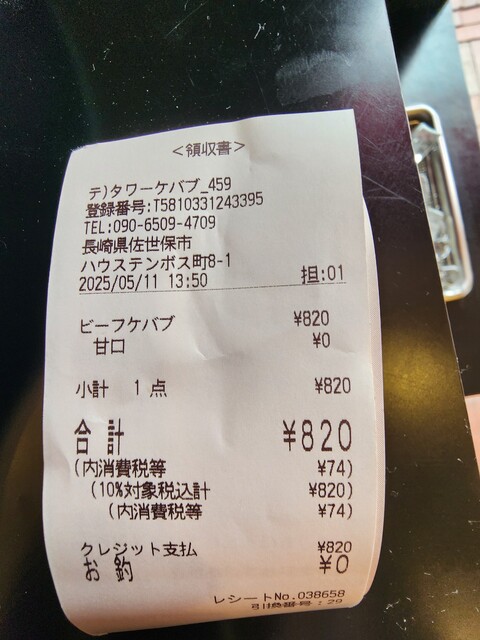 <領収書>
テ)タワーケバブ_459
登録番号:T5810331243395
TEL:090-6509-4709
長崎県佐世保市
ハウステンボス町8-1
2025/05/11 13:50 担:01
ビーフケバブ ¥820
甘口 ¥0
小計 1点 ¥820
合計 ¥820
(内消費税等 ¥74)
(10%対象税込計 ¥820)
(内消費税等 ¥74)
クレジット支払 ¥820
お釣 ¥0
レシートNo.038658
引換番号:29